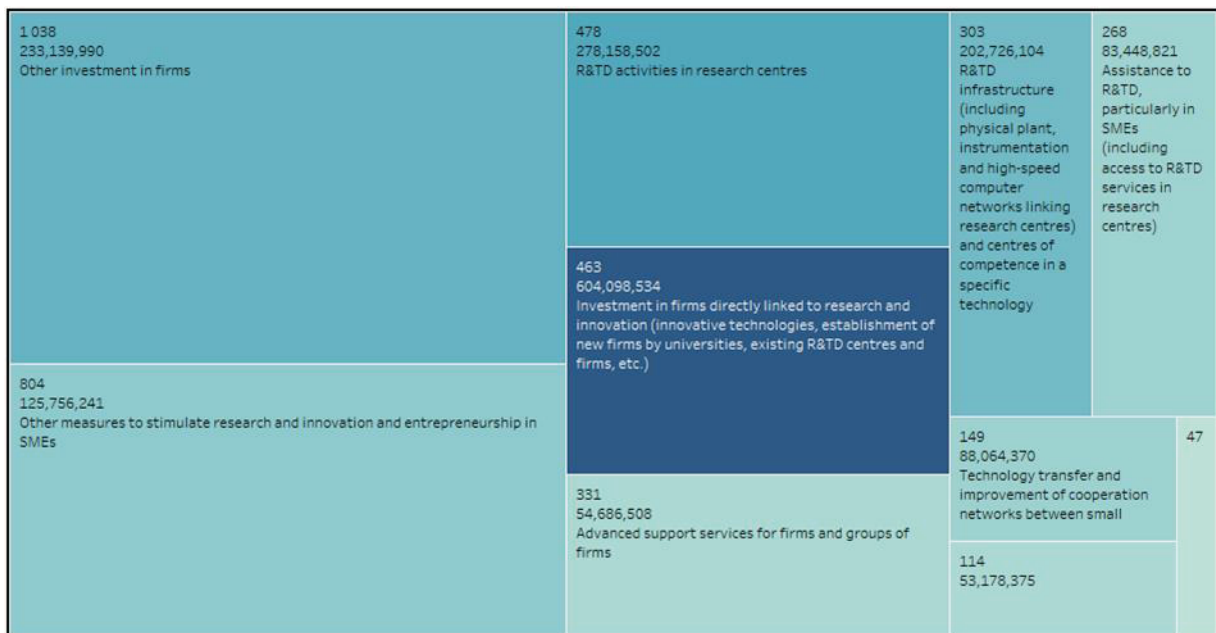 1 038
233,139,990
Other investment in firms
804
125,756,241
Other measures to stimulate research and innovation and entrepreneurship in
SMEs
478
278,158,502
R&TD activities in research centres
463
604,098,534
Investment in firms directly linked to research and
innovation (innovative technologies, establishment of
new firms by universities, existing R&TD centres and
firms, etc.)
331
54,686,508
Advanced support services for firms and groups of
firms
303
202,726,104
R&TD
infrastructure
(including
physical plant,
instrumentation
and high-speed
computer
networks linking
research centres)
and centres of
competence in a
specific
technology
268
83,448,821
Assistance to
R&TD,
particularly in
SMEs
(including
access to R&TD
services in
research
centres)
149
88,064,370
Technology transfer and
improvement of cooperation
networks between small
114
53,178,375
47